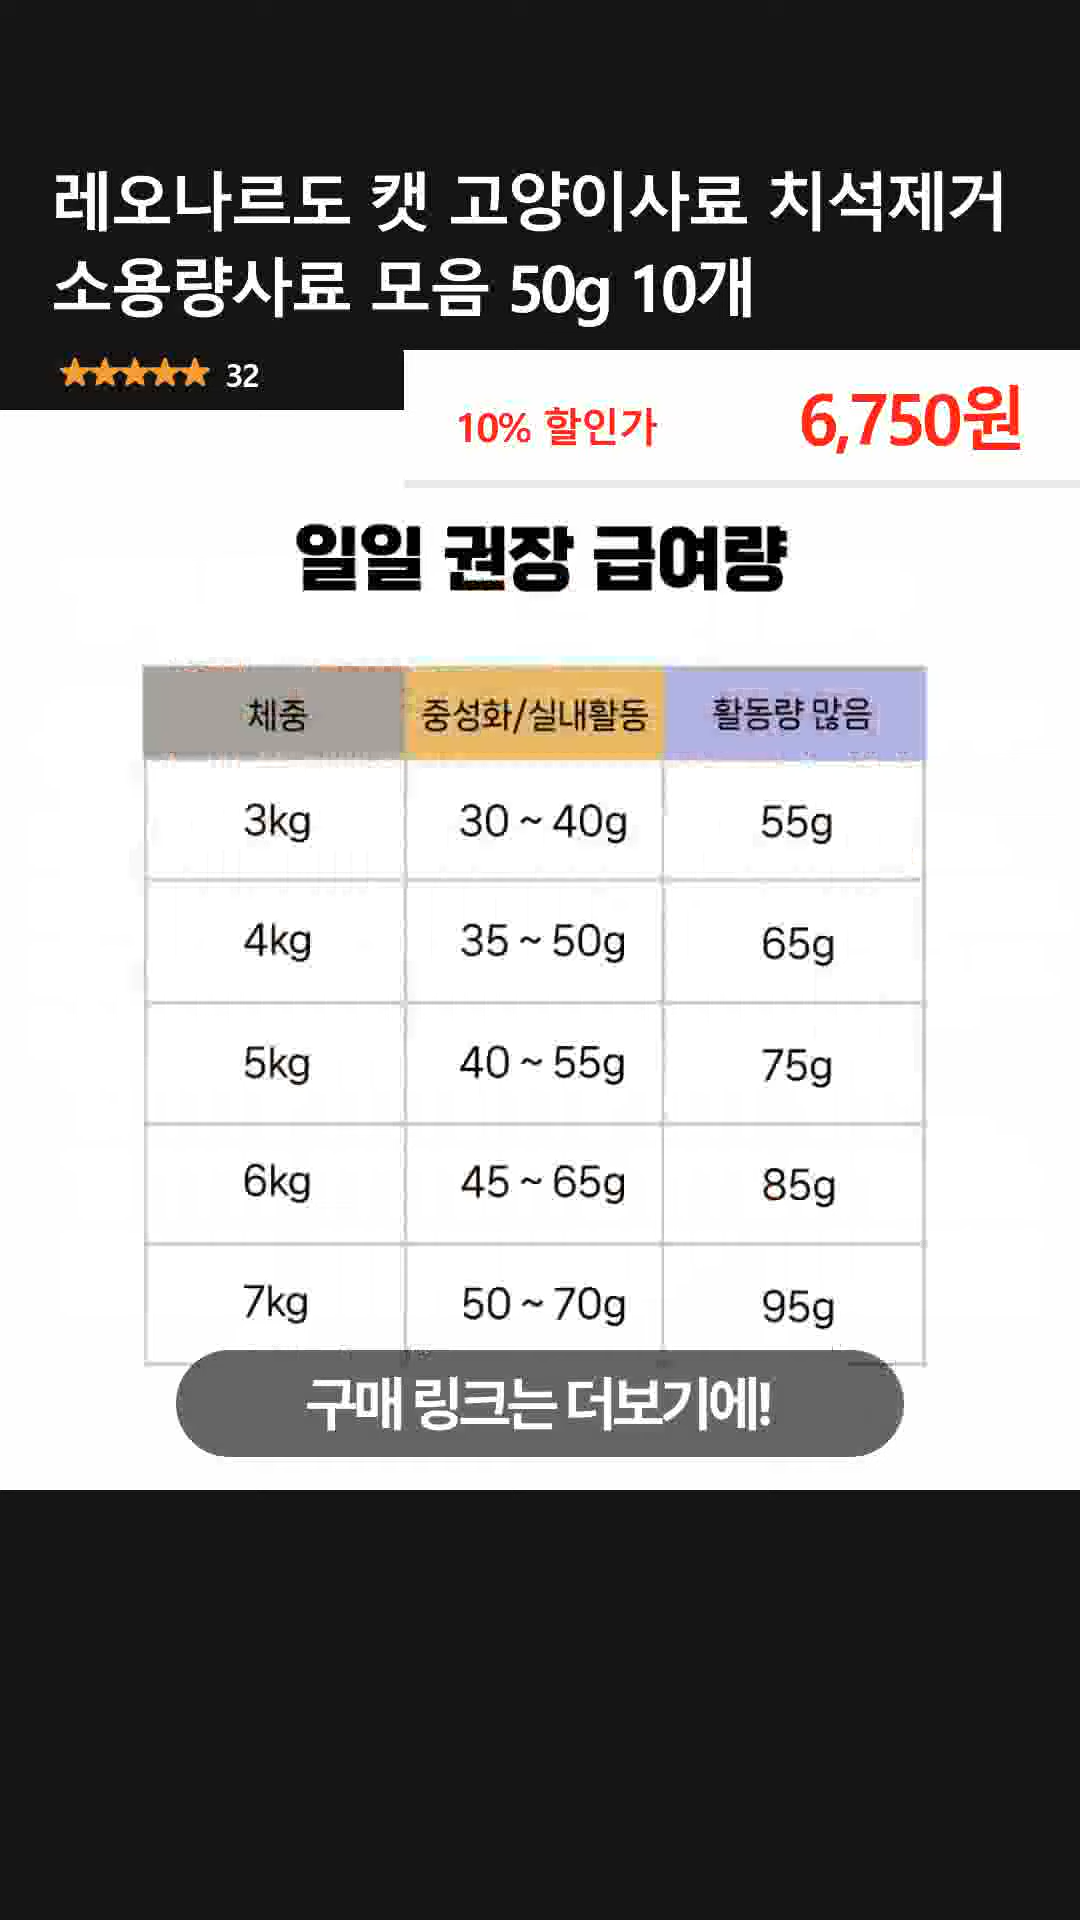 레오나르도 캣 고양이사료 치석제거
소용량사료 모음 50g 10개
★★★★★ 32
10% 할인가 6,750원
일일 권장 급여량
체중 중성화/실내활동 활동량 많음
3kg 30 ~ 40g 55g
4kg 35 ~ 50g 65g
5kg 40 ~ 55g 75g
6kg 45 ~ 65g 85g
7kg 50 ~ 70g 95g
구매 링크는 더보기에!